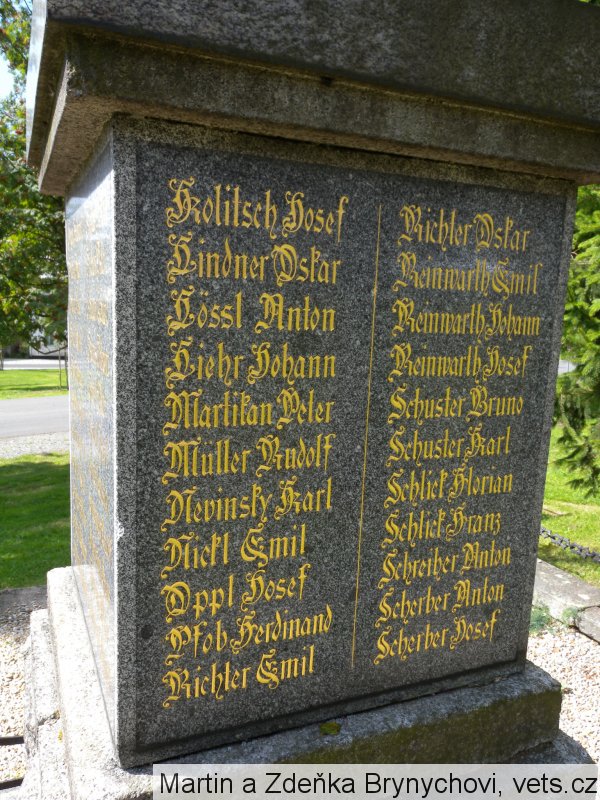 Kolitsch Josef
Lindner Oskar
Lössl Anton
Liehr Johann
Martikan Peter
Müller Rudolf
Nevinsky Karl
Nickl Emil
Oppl Josef
Pfob Ferdinand
Richler Emil
Richler Oskar
Reinwarth Emil
Reinwarth Johann
Reinwarth Josef
Schuster Bruno
Schuster Karl
Schlick Florian
Schlick Franz
Schreiber Anton
Scherber Anton
Scherber Josef
Martin a Zdeňka Brynychovi, vets.cz